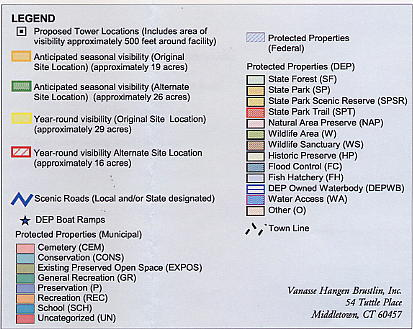 LEGEND
Proposed Tower Locations (Includes area of
visibility approximately 500 feet around facility)
Anticipated seasonal visibility (Original
Site Location) (approximately 19 acres)
Anticipated seasonal visibility (Alternate
Site Location) (approximately 26 acres)
Year-round visibility (Original Site Location)
(approximately 29 acres)
Year-round visibility Alternate Site Location
(approximately 16 acres)
Scenic Roads (Local and/or State designated)
DEP Boat Ramps
Protected Properties (Municipal)
Cemetery (CEM)
Conservation (CONS)
Existing Preserved Open Space (EXPOS)
General Recreation (GR)
Preservation (P)
Recreation (REC)
School (SCH)
Uncategorized (UN)
Protected Properties
(Federal)
Protected Properties (DEP)
State Forest (SF)
State Park (SP)
State Park Scenic Reserve (SPSR)
State Park Trail (SPT)
Natural Area Preserve (NAP)
Wildlife Area (W)
Wildlife Sanctuary (WS)
Historic Preserve (HP)
Flood Control (FC)
Fish Hatchery (FH)
DEP Owned Waterbody (DEPWB)
Water Access (WA)
Other (O)
Town Line
Vanasse Hangen Brustlin, Inc.
54 Tuttle Place
Middletown, CT 60457